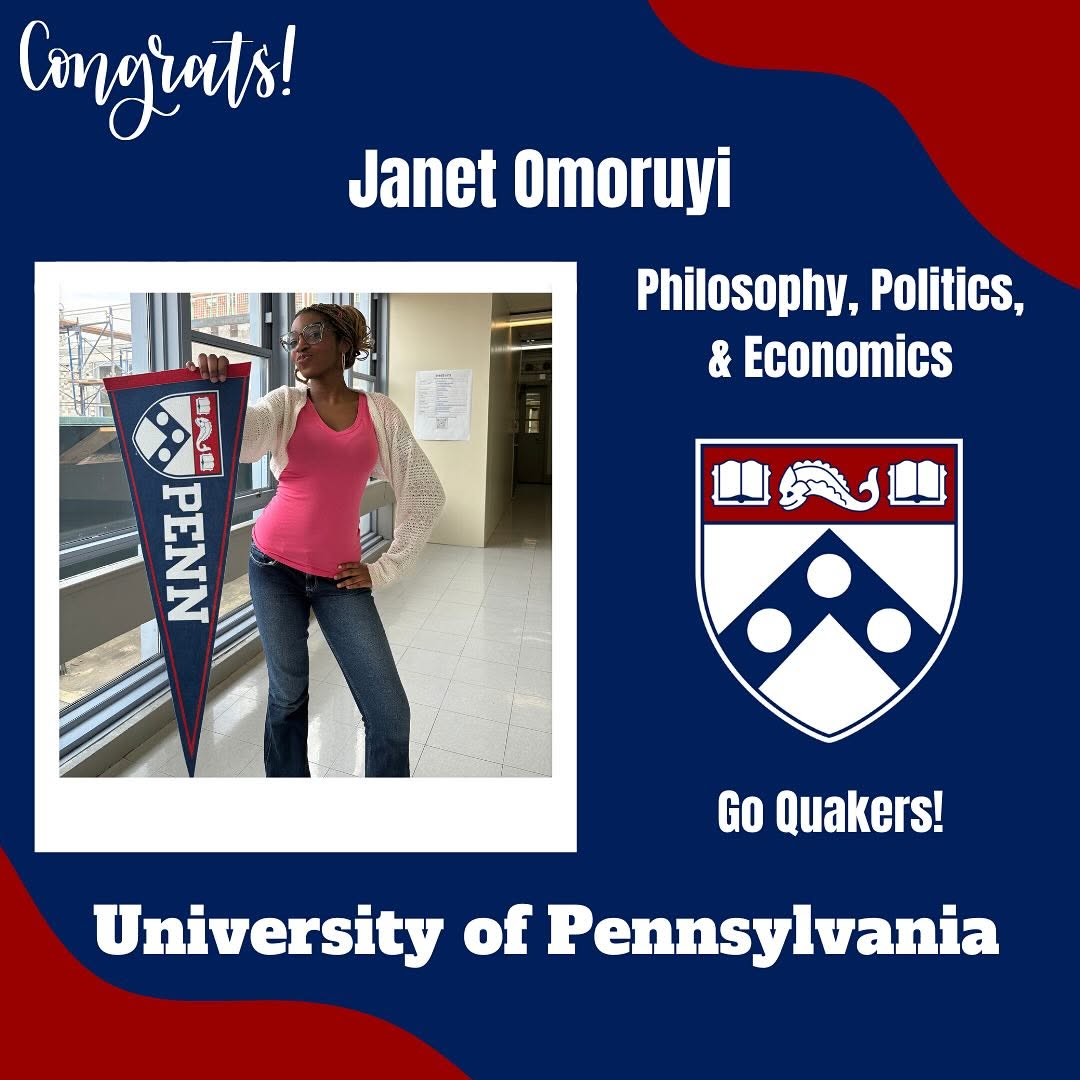 Congrats!
Janet Omoruyi
Philosophy, Politics,
& Economics
PENN
Go Quakers!
University of Pennsylvania